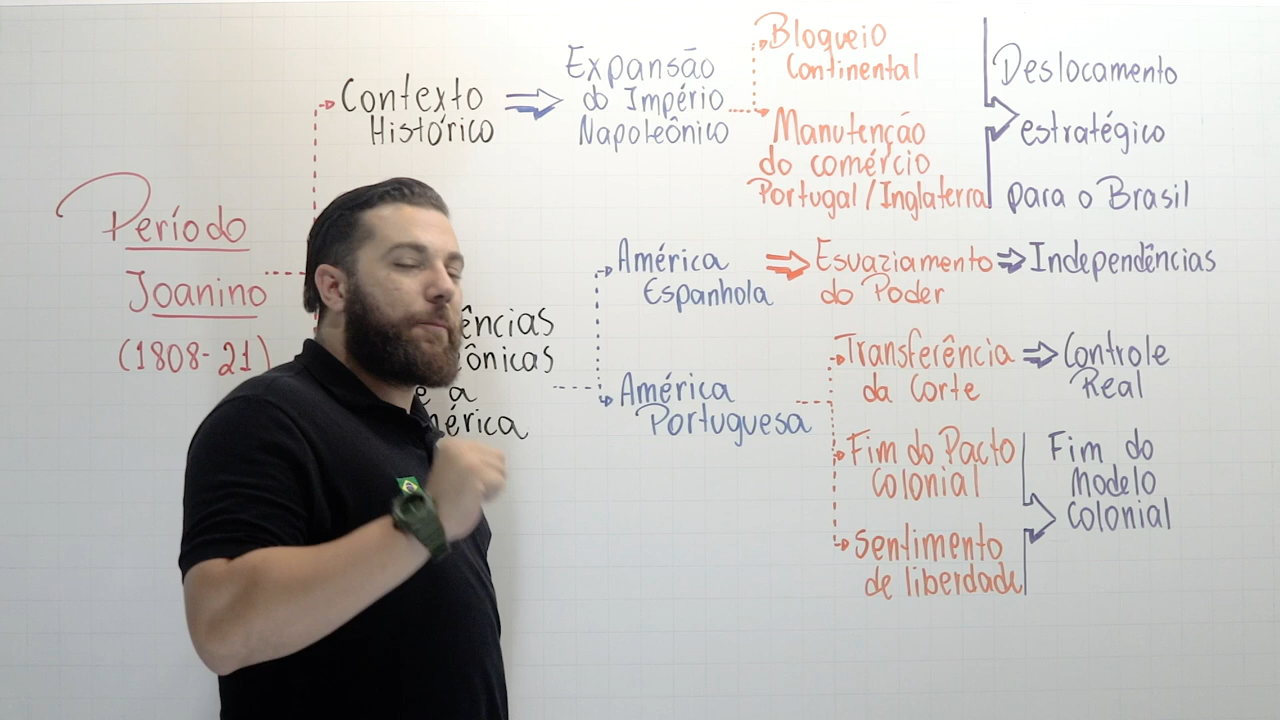 Período
Joanino
(1808-21)
Contexto
Histórico
Expansão
do Império
Napoleônico
Bloqueio
Continental
Manutenção
do comércio
Portugal/Inglaterra
Deslocamento
estratégico
para o Brasil
ências
ônicas
e a
mérica
América
Espanhola
Esvaziamento
do Poder
Independências
América
Portuguesa
Transferência
da Corte
Controle
Real
Fim do Pacto
Colonial
Sentimento
de liberdade
Fim do
Modelo
Colonial